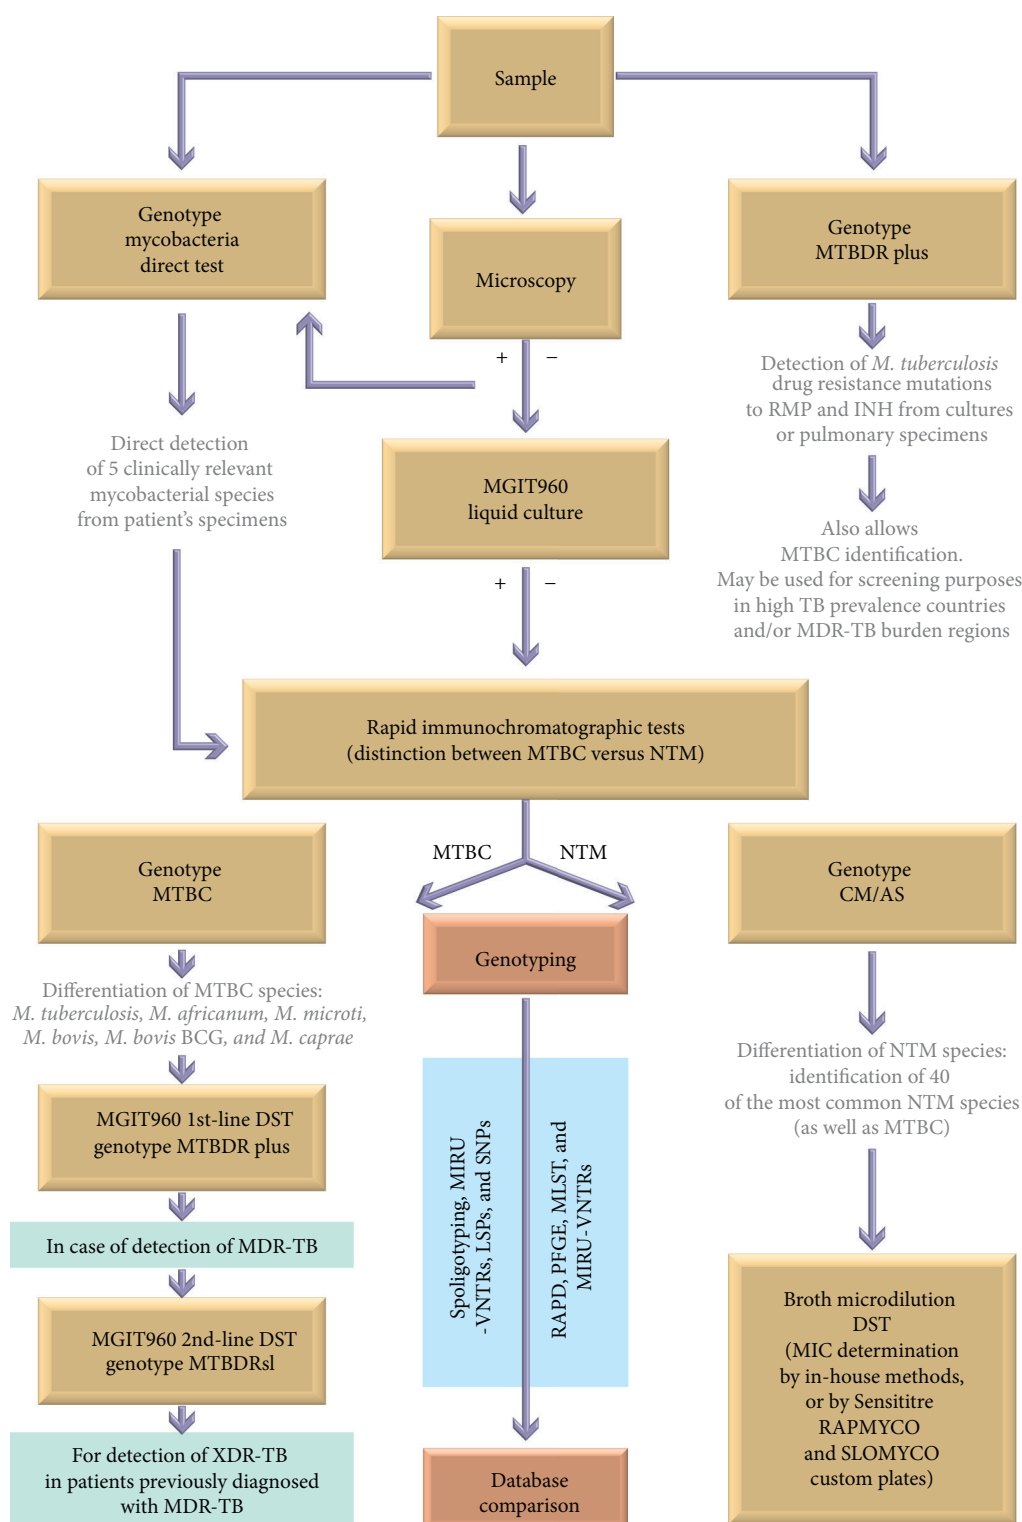 Sample
Genotype
mycobacteria
direct test
Microscopy
Genotype
MTBDR plus
+ −
Detection of M. tuberculosis
drug resistance mutations
to RMP and INH from cultures
or pulmonary specimens
Direct detection
of 5 clinically relevant
mycobacterial species
from patient's specimens
MGIT960
liquid culture
Also allows
MTBC identification.
May be used for screening purposes
in high TB prevalence countries
and/or MDR-TB burden regions
+ −
Rapid immunochromatographic tests
(distinction between MTBC versus NTM)
MTBC NTM
Genotype
MTBC
Genotyping
Genotype
CM/AS
Differentiation of MTBC species:
M. tuberculosis, M. africanum, M. microti,
M. bovis, M. bovis BCG, and M. caprae
Differentiation of NTM species:
identification of 40
of the most common NTM species
(as well as MTBC)
MGIT960 1st-line DST
genotype MTBDR plus
Spoligotyping, MIRU
-VNTRs, LSPs, and SNPs
RAPD, PFGE, MLST, and
MIRU-VNTRs
In case of detection of MDR-TB
MGIT960 2nd-line DST
genotype MTBDRsl
For detection of XDR-TB
in patients previously diagnosed
with MDR-TB
Database
comparison
Broth microdilution
DST
(MIC determination
by in-house methods,
or by Sensititre
RAPMYCO
and SLOMYCO
custom plates)